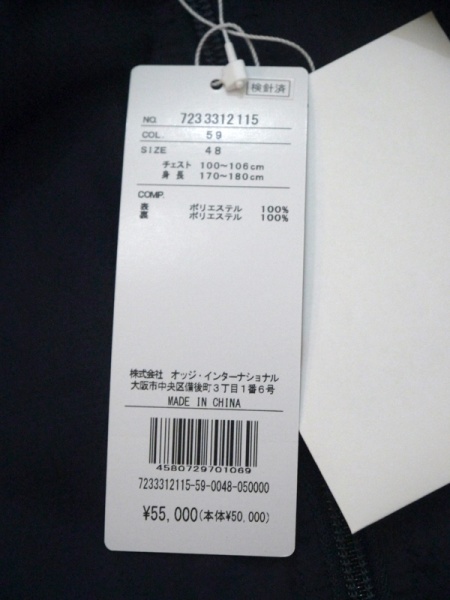 検針済
NO. 7233312115
COL. 59
SIZE 48
チェスト 100～106cm
身長 170～180cm
COMP.
表 ポリエステル 100%
裏 ポリエステル 100%
株式会社 オッジ・インターナショナル
大阪市中央区備後町3丁目1番6号
MADE IN CHINA
4580729701069
7233312115-59-0048-050000
¥55,000(本体¥50,000)